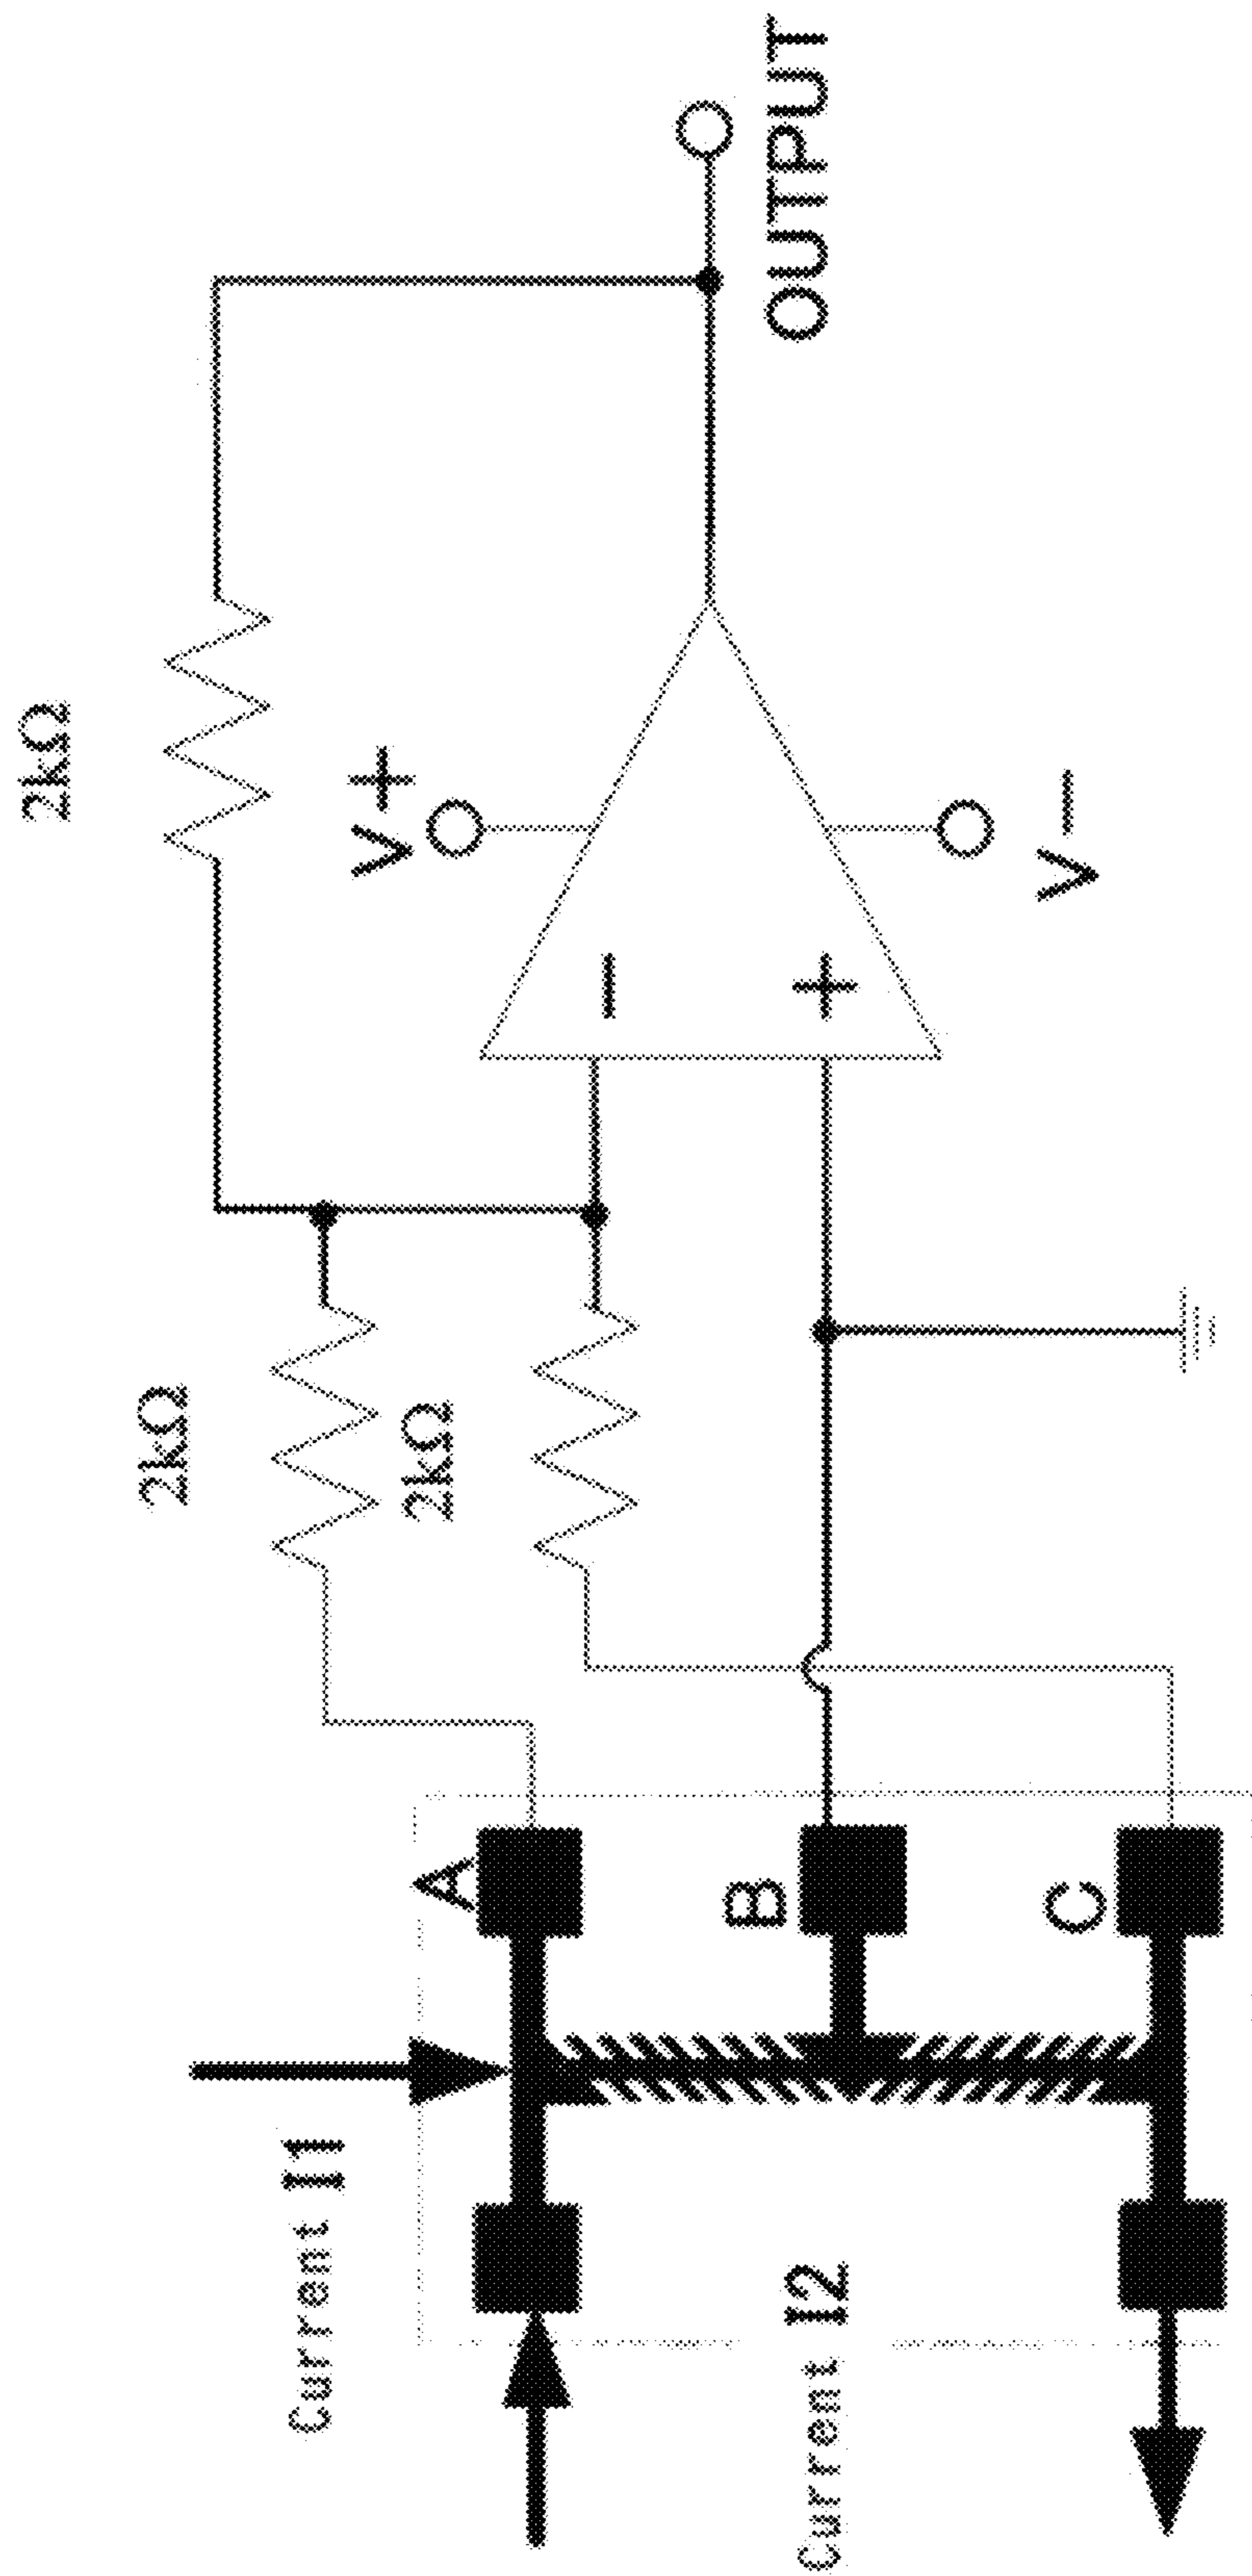 2kΩ
2kΩ
2kΩ
V+
V−
−
+
OUTPUT
A
B
C
Current I1
Current I2